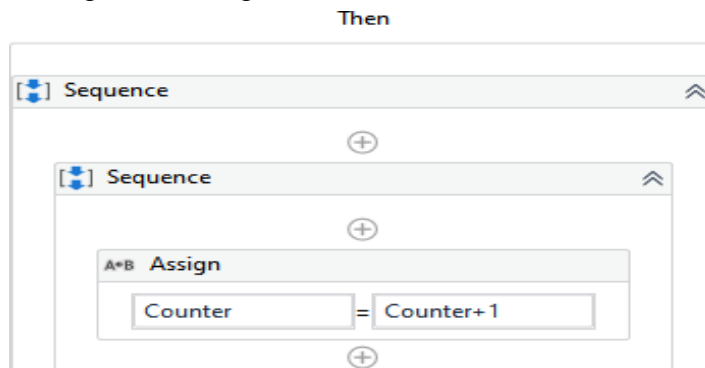 Then
Sequence
Sequence
A*B Assign
Counter = Counter+1